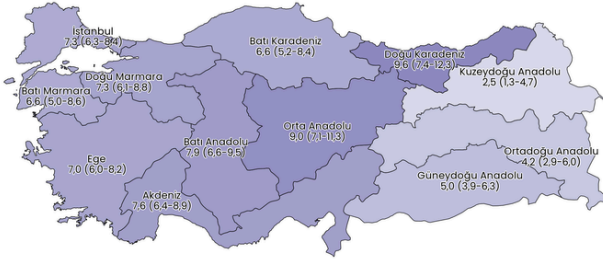 İstanbul
7,3 (6,3-8,4)
Batı Karadeniz
6,6 (5,2-8,4)
Doğu Karadeniz
9,6 (7,4-12,3)
Kuzeydoğu Anadolu
2,5 (1,3-4,7)
Doğu Marmara
7,3 (6,1-8,8)
Batı Marmara
6,6 (5,0-8,6)
Orta Anadolu
9,0 (7,1-11,3)
Batı Anadolu
7,9 (6,6-9,5)
Ortadoğu Anadolu
4,2 (2,9-6,0)
Ege
7,0 (6,0-8,2)
Güneydoğu Anadolu
5,0 (3,9-6,3)
Akdeniz
7,6 (6,4-8,9)